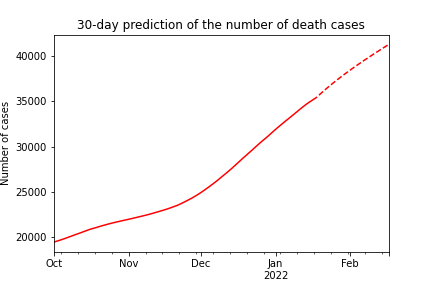 30-day prediction of the number of death cases
Number of cases
40000
35000
30000
25000
20000
Oct
Nov
Dec
Jan
2022
Feb